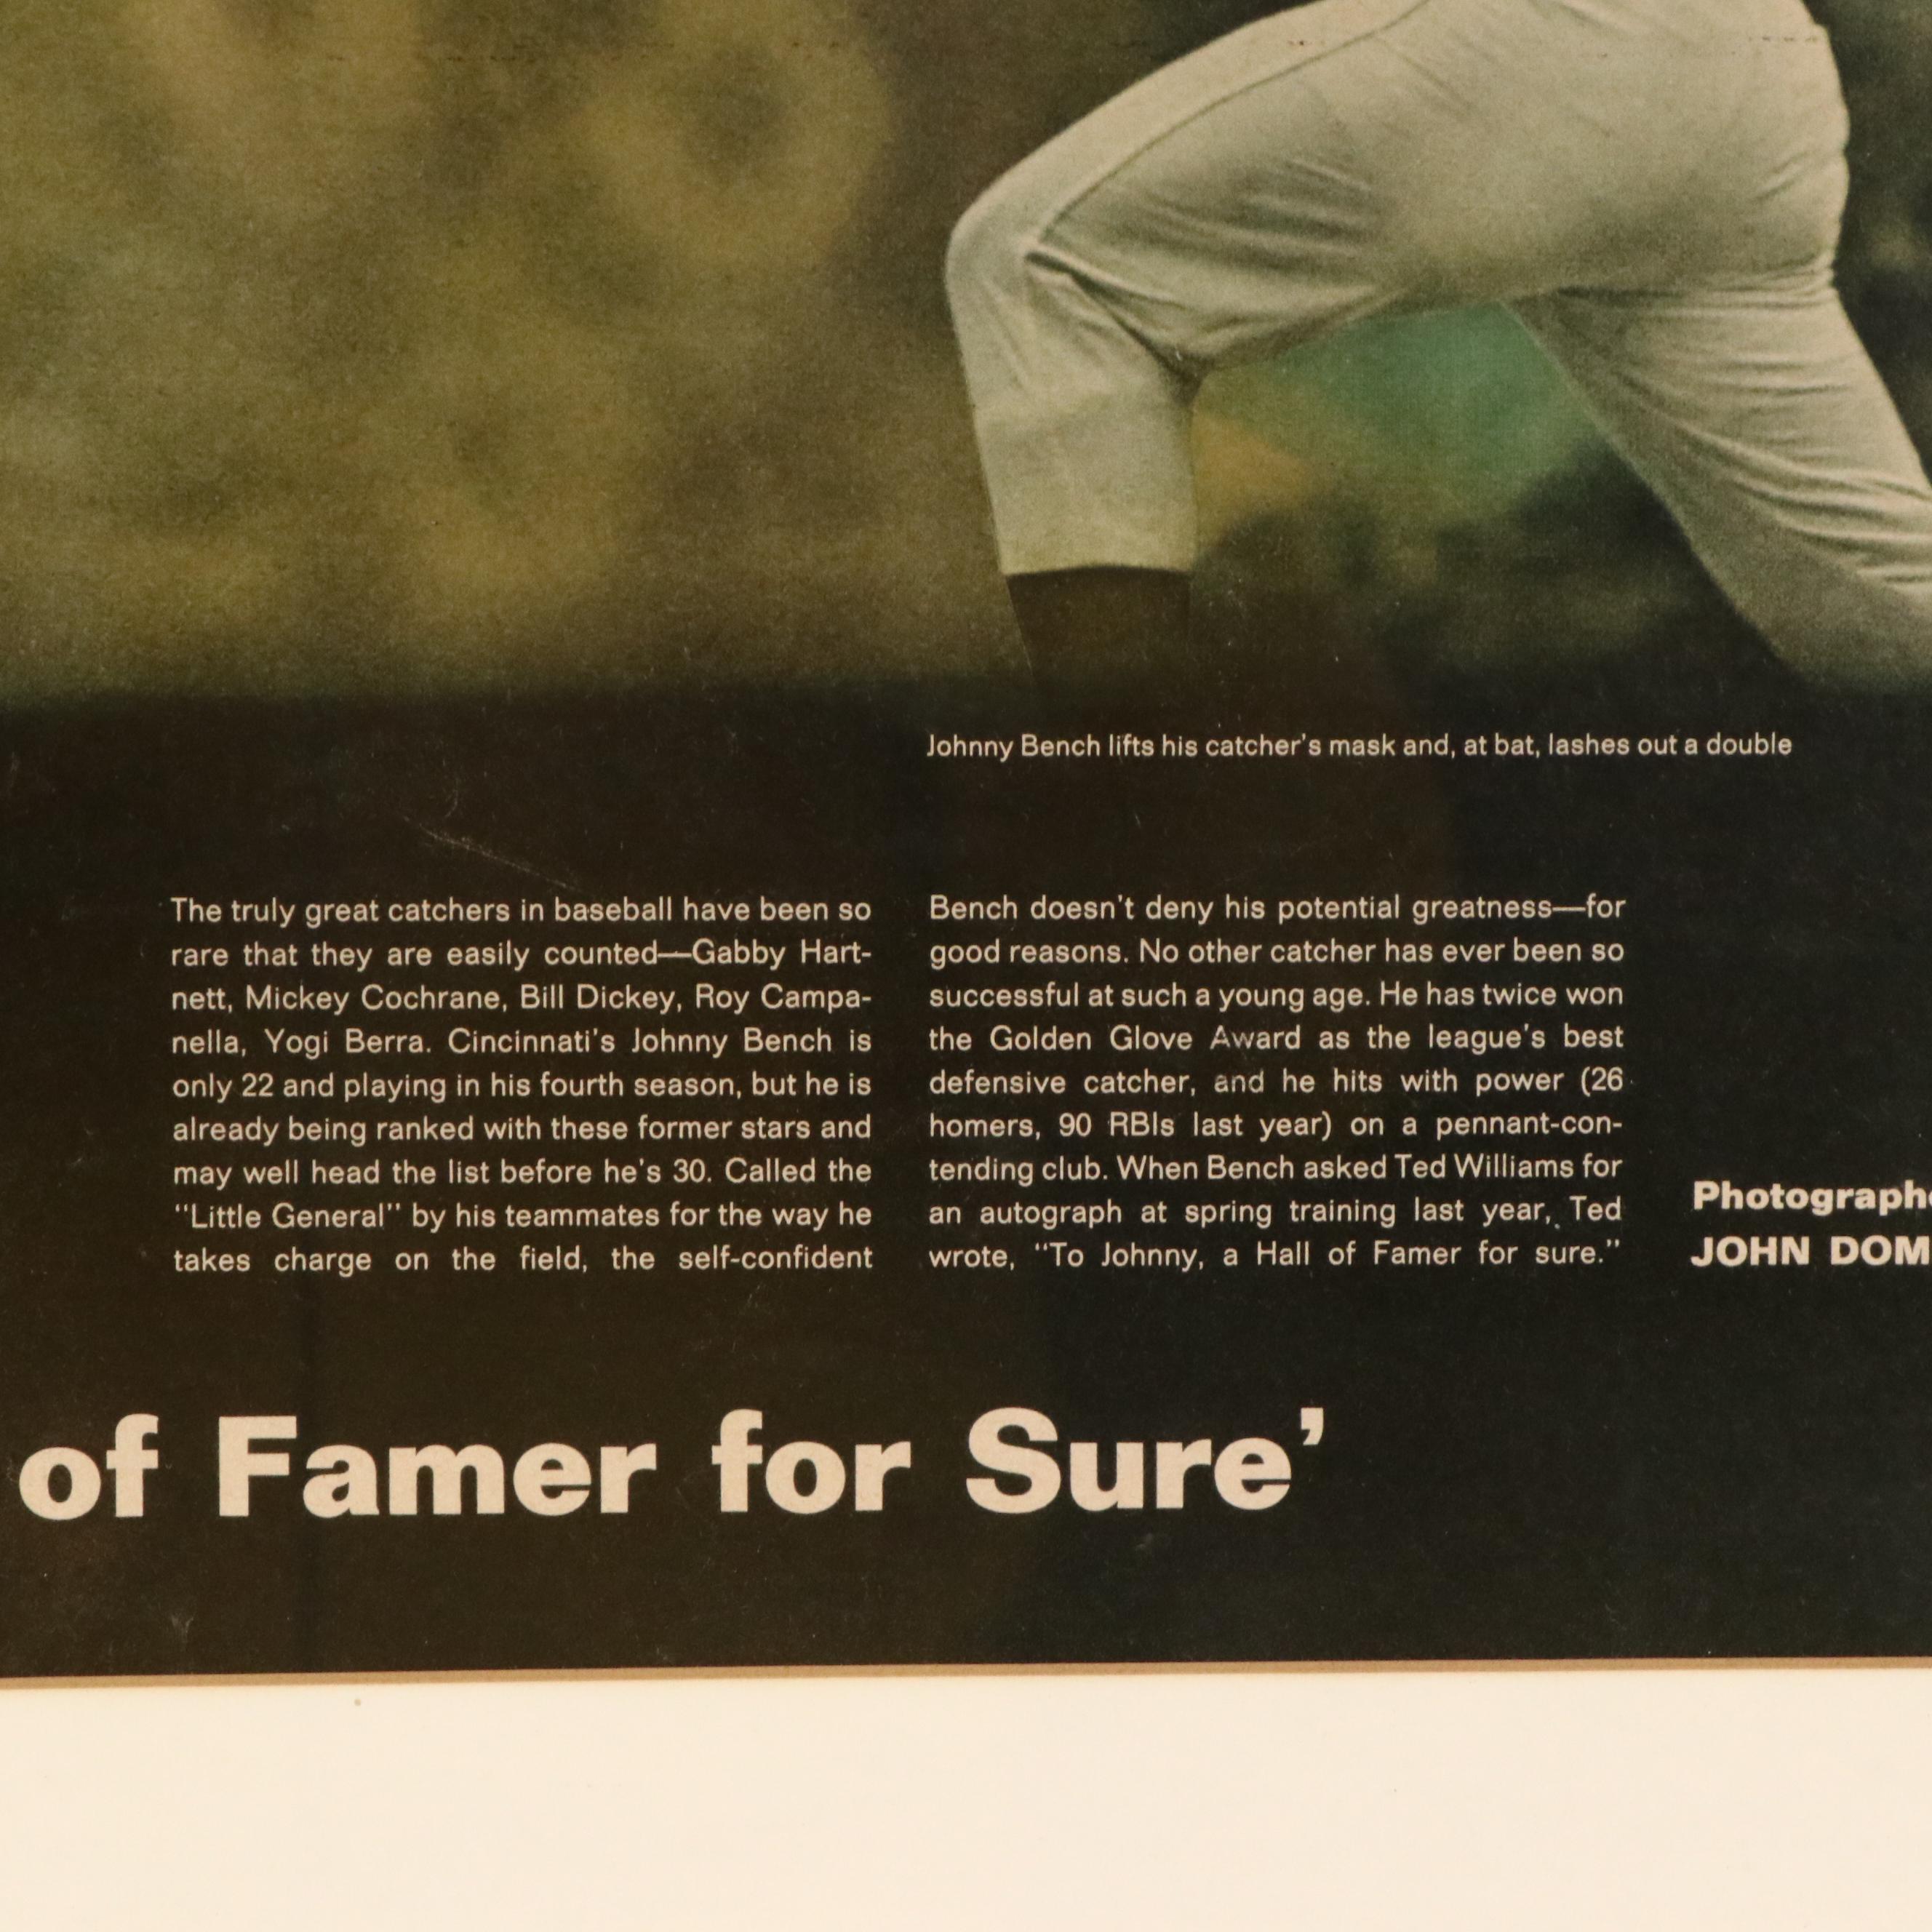 Johnny Bench lifts his catcher's mask and, at bat, lashes out a double
The truly great catchers in baseball have been so
rare that they are easily counted—Gabby Hart-
nett, Mickey Cochrane, Bill Dickey, Roy Campa-
nella, Yogi Berra. Cincinnati's Johnny Bench is
only 22 and playing in his fourth season, but he is
already being ranked with these former stars and
may well head the list before he's 30. Called the
"Little General" by his teammates for the way he
takes charge on the field, the self-confident
Bench doesn't deny his potential greatness—for
good reasons. No other catcher has ever been so
successful at such a young age. He has twice won
the Golden Glove Award as the league's best
defensive catcher, and he hits with power (26
homers, 90 RBIs last year) on a pennant-con-
tending club. When Bench asked Ted Williams for
an autograph at spring training last year, Ted
wrote, "To Johnny, a Hall of Famer for sure."
JOHN DOM
of Famer for Sure'